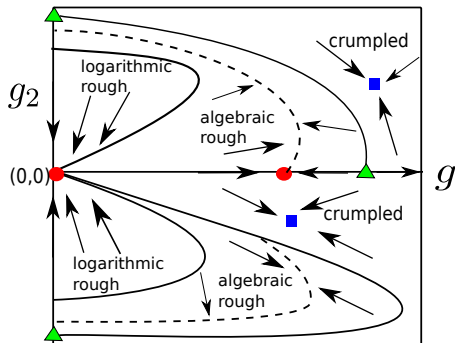 crumpled
logarithmic
rough
g₂
algebraic
rough
(0,0)
g
crumpled
logarithmic
rough
algebraic
rough